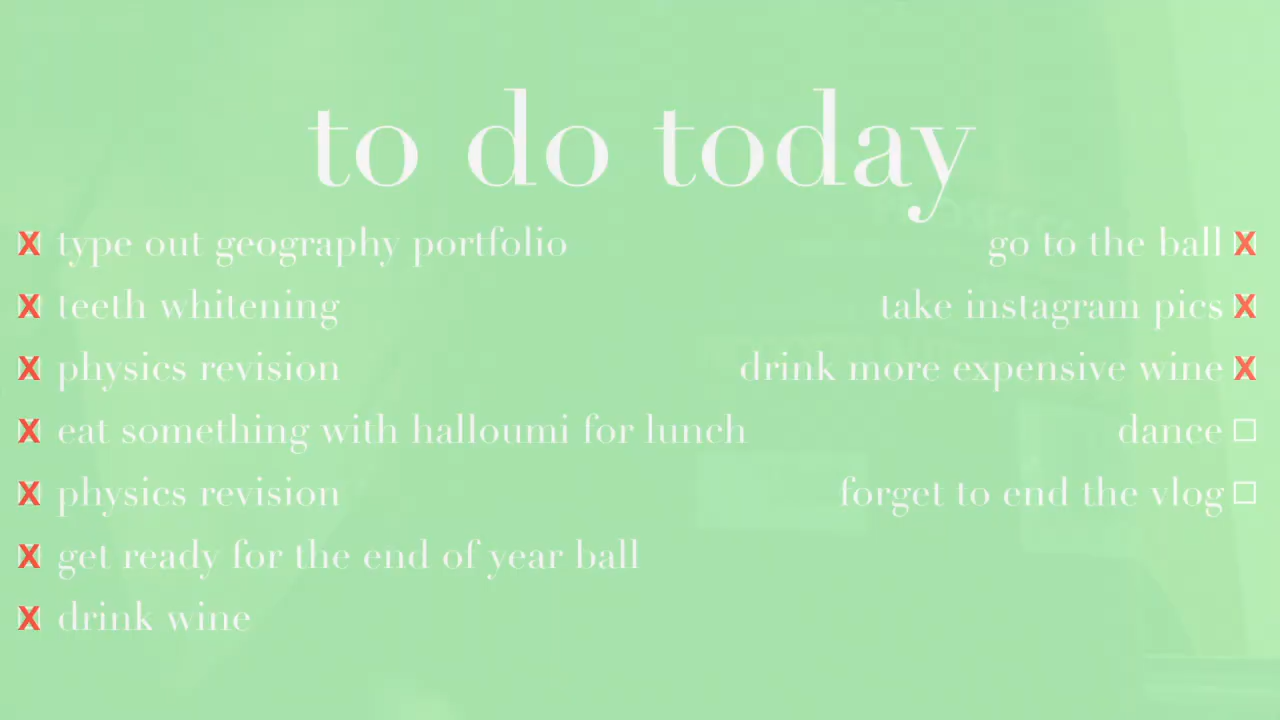 to do today
X type out geography portfolio
X teeth whitening
X physics revision
X eat something with halloumi for lunch
X physics revision
X get ready for the end of year ball
X drink wine
go to the ball X
take instagram pics X
drink more expensive wine X
dance ☐
forget to end the vlog ☐